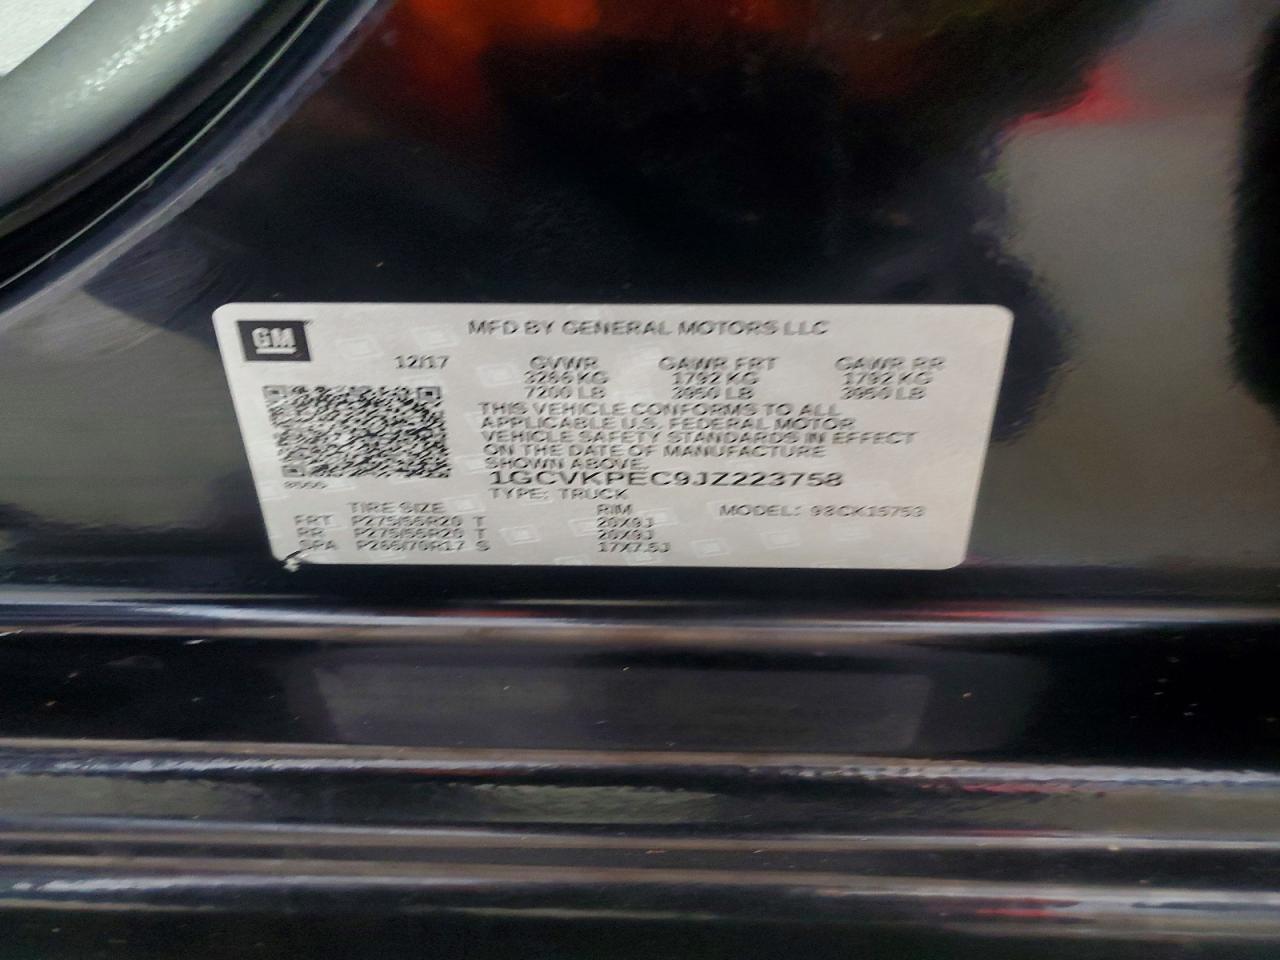 GM
MFD BY GENERAL MOTORS LLC
12/17 GVWR GAWR FRT GAWR RR
3266 KG 1792 KG 1792 KG
7200 LB 3950 LB 3950 LB
THIS VEHICLE CONFORMS TO ALL
APPLICABLE U.S. FEDERAL MOTOR
VEHICLE SAFETY STANDARDS IN EFFECT
ON THE DATE OF MANUFACTURE
SHOWN ABOVE.
1GCVKPEC9JZ223758
TYPE: TRUCK
TIRE SIZE RIM MODEL: 93CK15753
FRT P275/55R20 T 20X9J
RR P275/55R20 T 20X9J
SPA P265/70R17 S 17X7.5J